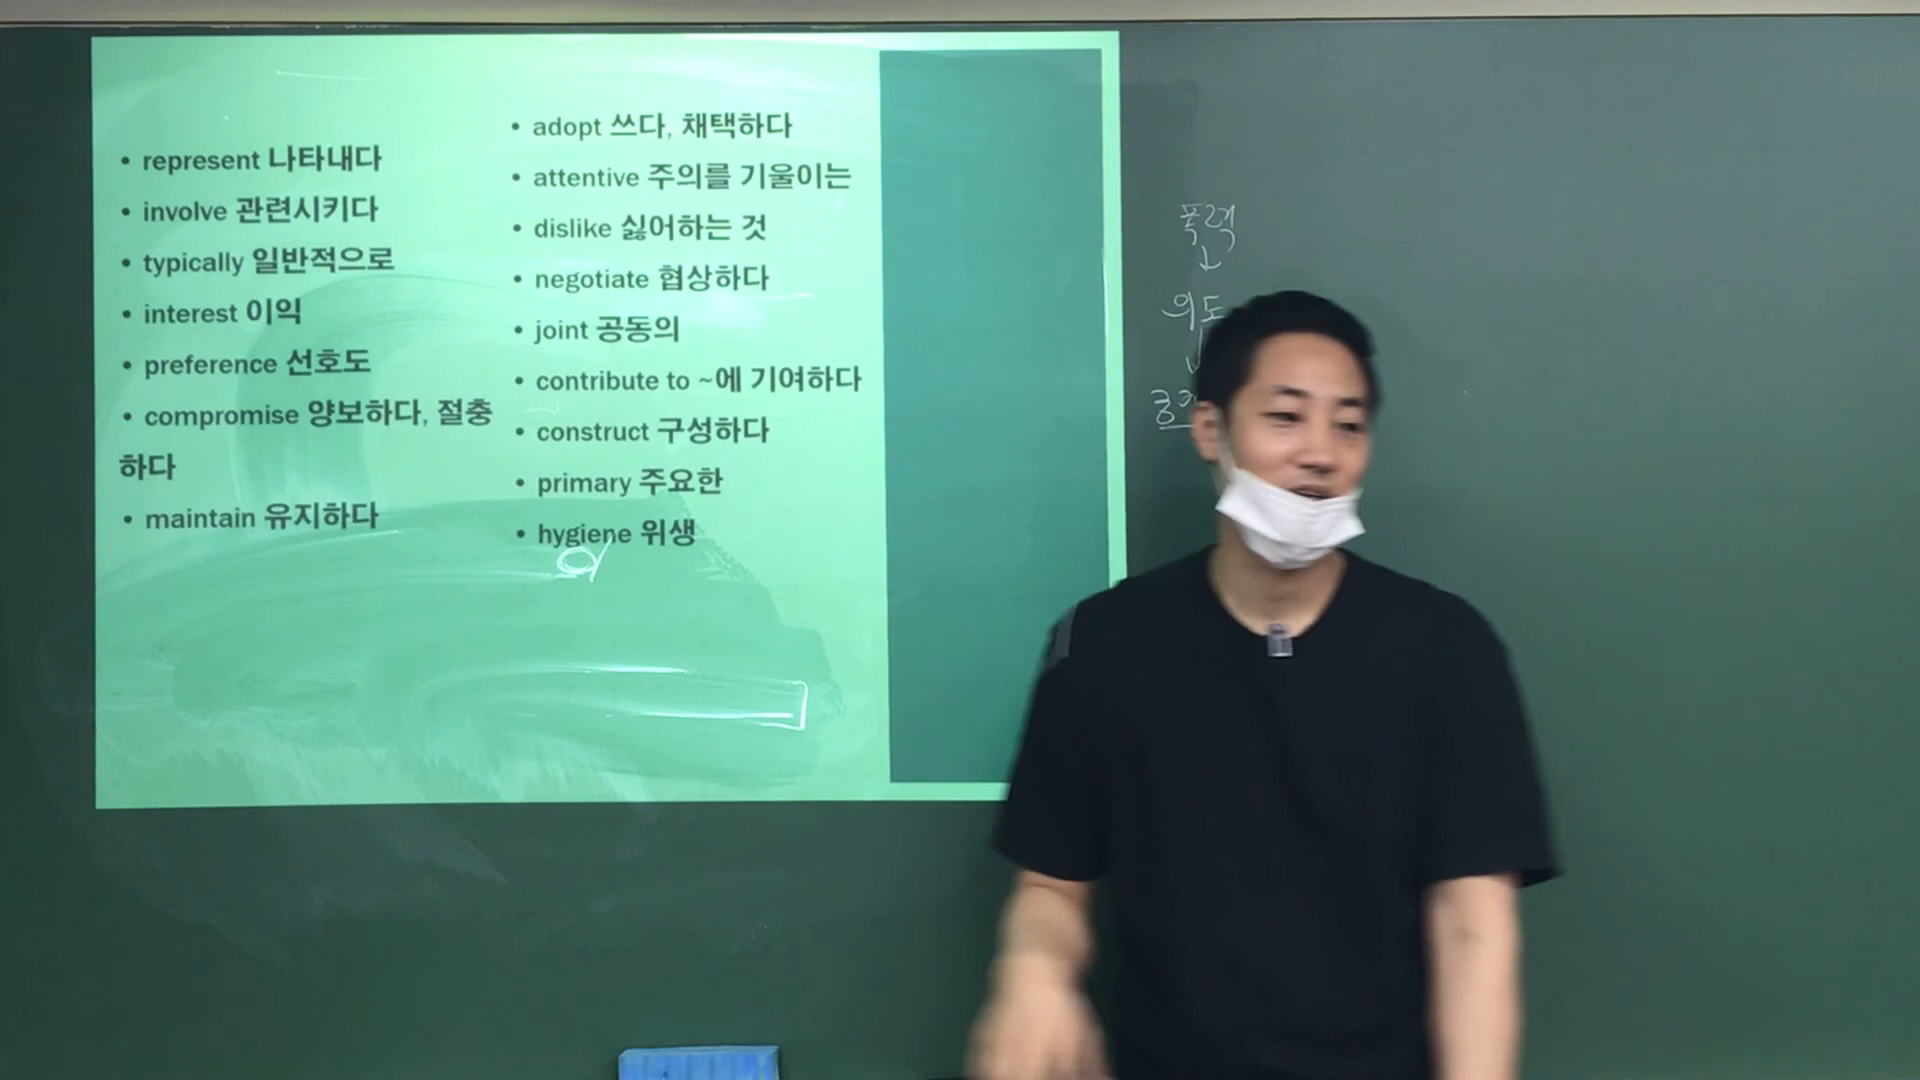 • represent 나타내다
• involve 관련시키다
• typically 일반적으로
• interest 이익
• preference 선호도
• compromise 양보하다, 절충
하다
• maintain 유지하다
• adopt 쓰다, 채택하다
• attentive 주의를 기울이는
• dislike 싫어하는 것
• negotiate 협상하다
• joint 공동의
• contribute to ~에 기여하다
• construct 구성하다
• primary 주요한
• hygiene 위생
폭력
↓
의도
↓